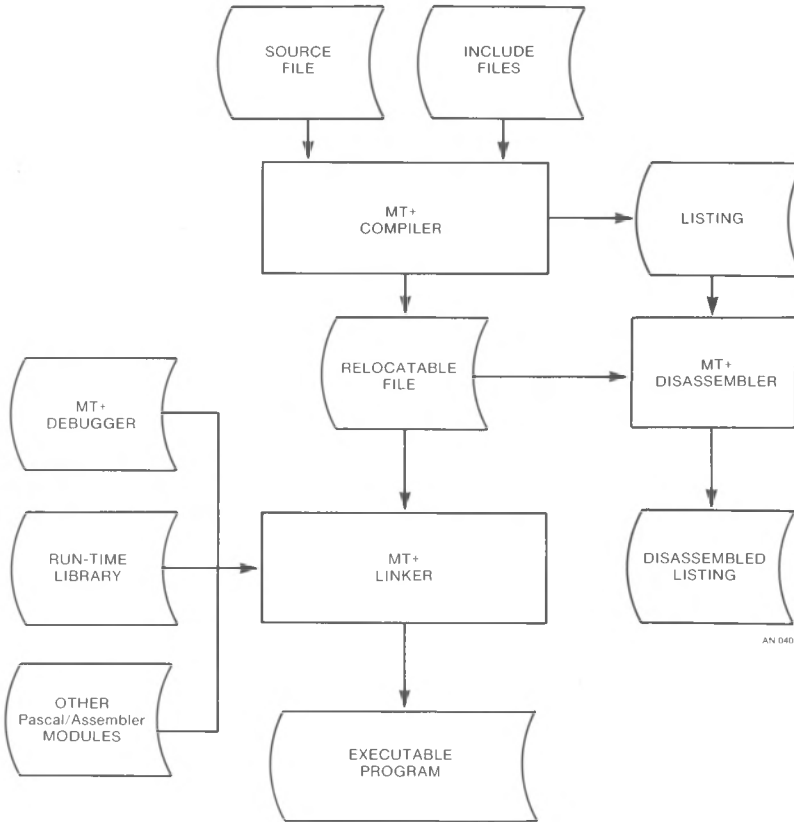 SOURCE
FILE
INCLUDE
FILES
MT+
COMPILER
LISTING
RELOCATABLE
FILE
MT+
DISASSEMBLER
MT+
DEBUGGER
RUN-TIME
LIBRARY
MT+
LINKER
DISASSEMBLED
LISTING
AN 040
OTHER
Pascal/Assembler
MODULES
EXECUTABLE
PROGRAM